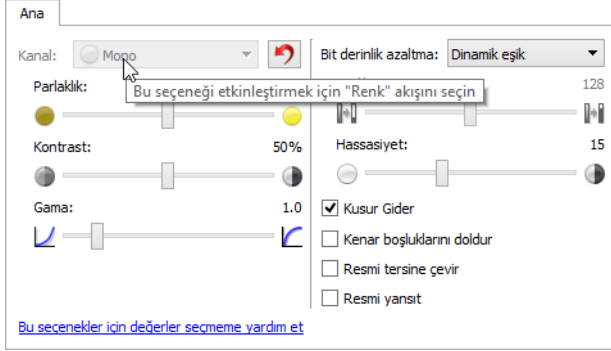 Ana
Kanal: Mono
Bit derinlik azaltma: Dinamik eşik
Parlaklık:
Bu seçeneği etkinleştirmek için "Renk" akışını seçin
128
Kontrast: 50%
Hassasiyet: 15
Gama: 1.0
Kusur Gider
Kenar boşluklarını doldur
Resmi tersine çevir
Resmi yansıt
Bu seçenekler için değerler seçmeme yardım et